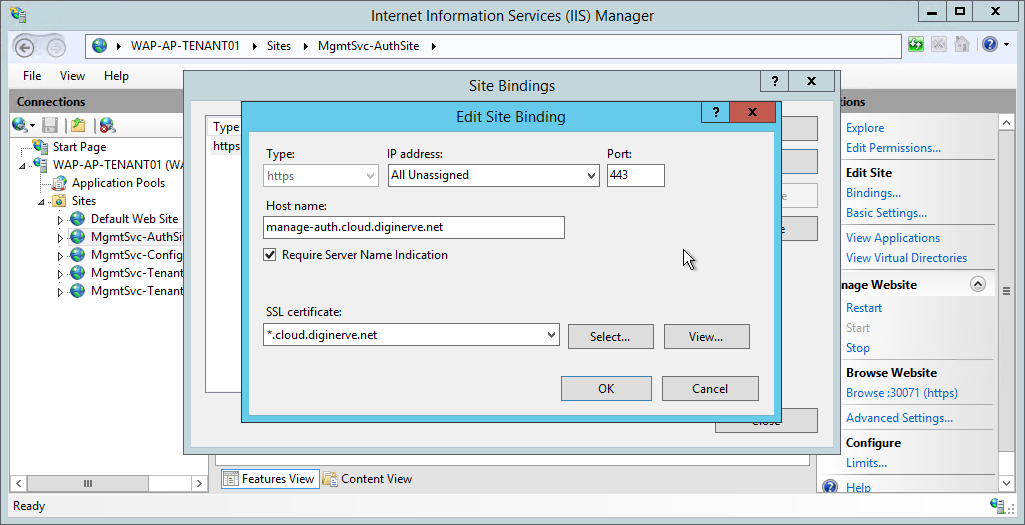 Internet Information Services (IIS) Manager
WAP-AP-TENANT01 Sites MgmtSvc-AuthSite
File View Help
Connections
Start Page
WAP-AP-TENANT01 (WA
Application Pools
Sites
Default Web Site
MgmtSvc-AuthSit
MgmtSvc-Config
MgmtSvc-Tenant
MgmtSvc-Tenant
Site Bindings
?
Type
https
Edit Site Binding
?
Type:
IP address:
Port:
https
All Unassigned
443
Host name:
manage-auth.cloud.diginerve.net
Require Server Name Indication
SSL certificate:
*.cloud.diginerve.net
Select...
View...
OK
Cancel
Close
Features View
Content View
ions
Explore
Edit Permissions...
Edit Site
Bindings...
Basic Settings...
View Applications
View Virtual Directories
nage Website
Restart
Start
Stop
Browse Website
Browse :30071 (https)
Advanced Settings...
Configure
Limits...
Help
Ready